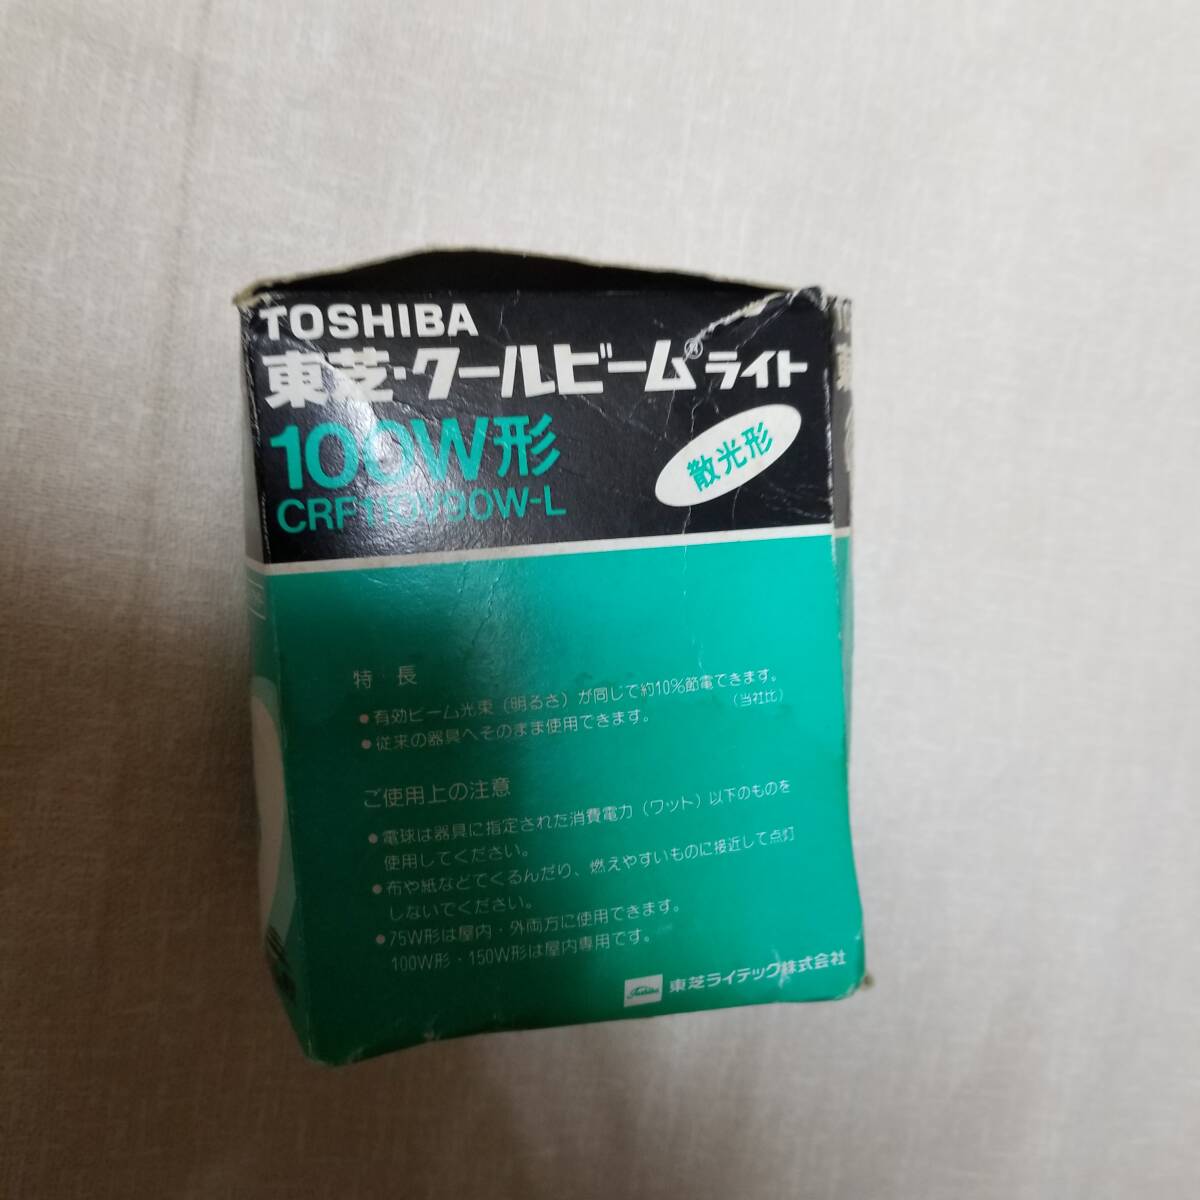 TOSHIBA
東芝・クールビーム®ライト
100W形
散光形
CRF110V90W-L
特長
●有効ビーム光束(明るさ)が同じで約10%節電できます。
(当社比)
●従来の器具へそのまま使用できます。
ご使用上の注意
●電球は器具に指定された消費電力(ワット)以下のものを
使用してください。
●布や紙などでくるんだり、燃えやすいものに接近して点灯
しないでください。
●75W形は屋内・外両方に使用できます。
100W形・150W形は屋内専用です。
Toshiba
東芝ライテック株式会社